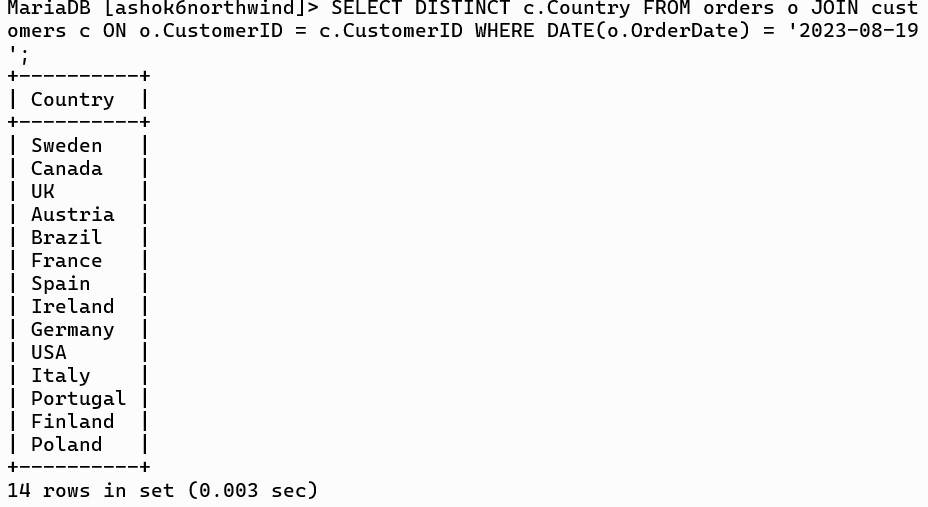 MariaDB [ashok6northwind]> SELECT DISTINCT c.Country FROM orders o JOIN cust
omers c ON o.CustomerID = c.CustomerID WHERE DATE(o.OrderDate) = '2023-08-19
';
+----------+
| Country  |
+----------+
| Sweden   |
| Canada   |
| UK       |
| Austria  |
| Brazil   |
| France   |
| Spain    |
| Ireland  |
| Germany  |
| USA      |
| Italy    |
| Portugal |
| Finland  |
| Poland   |
+----------+
14 rows in set (0.003 sec)